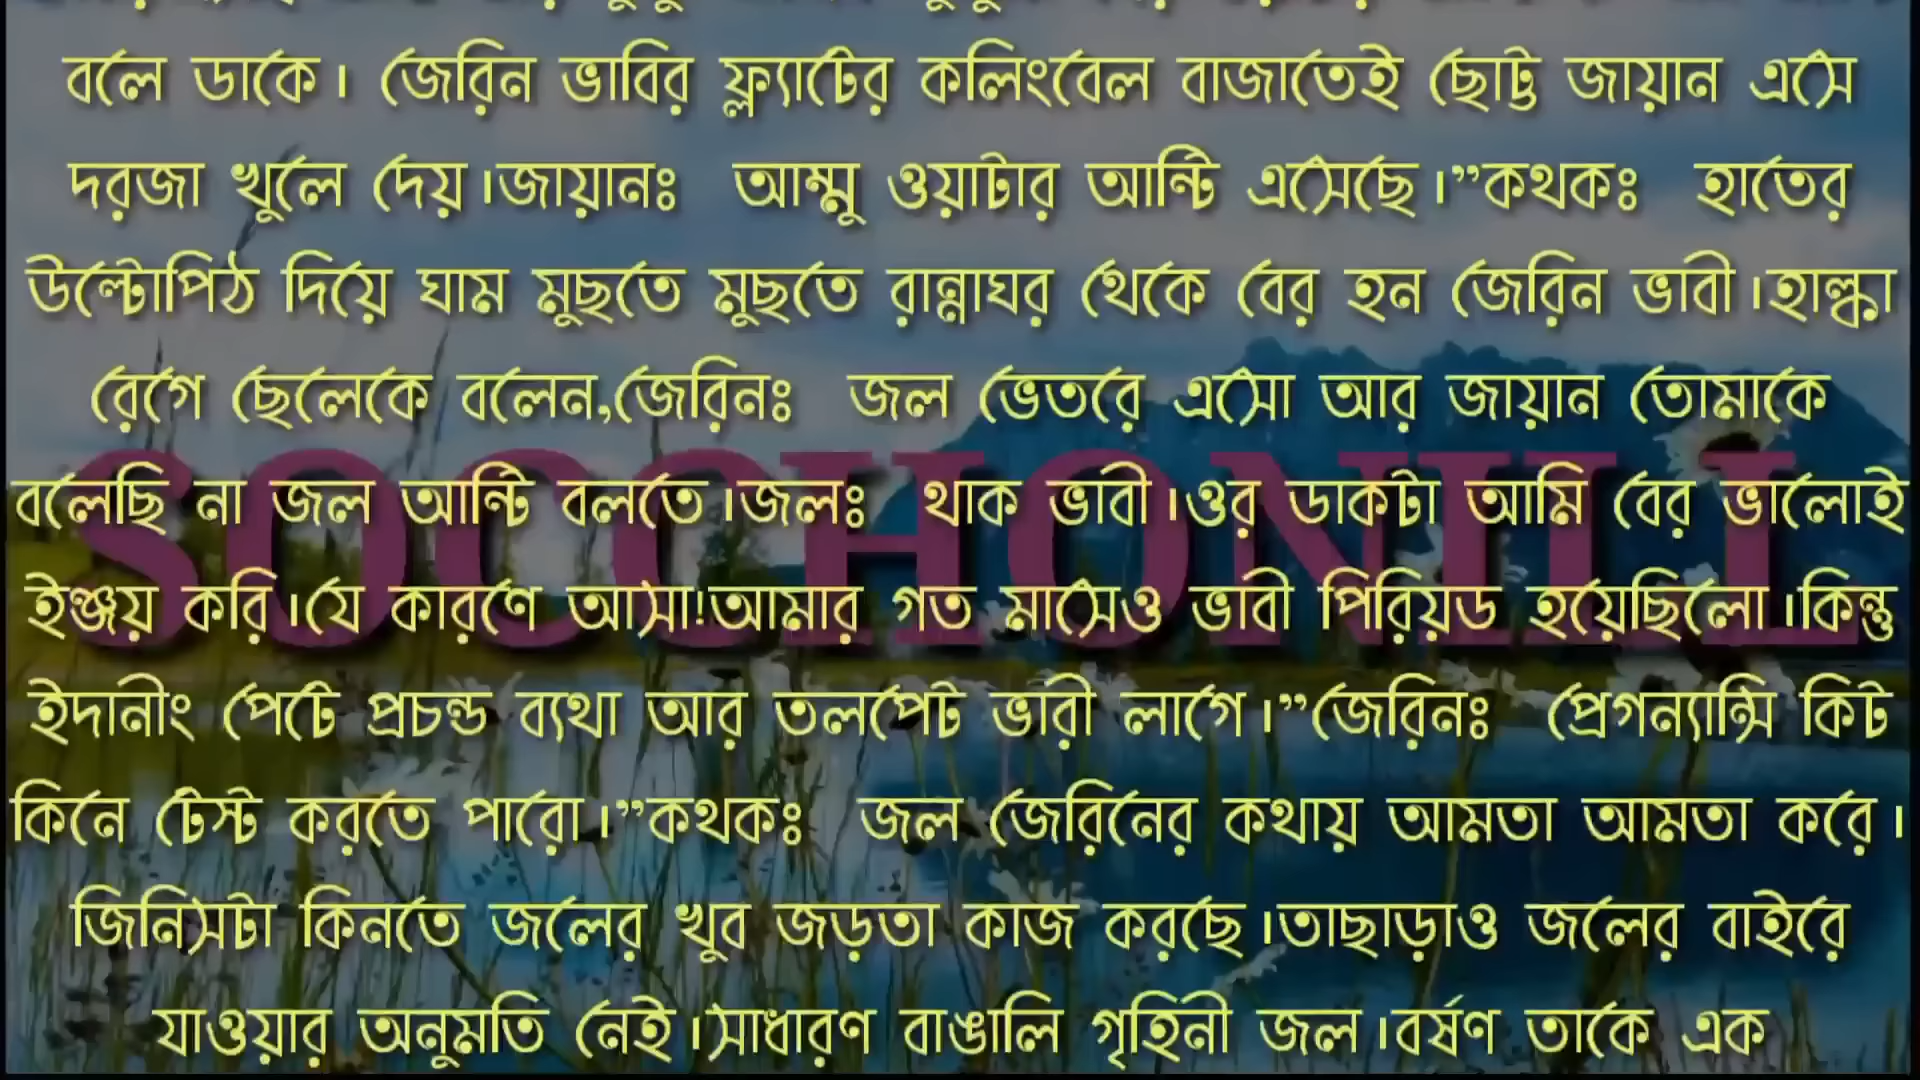 বলে ডাকে। জেরিন ভাবির ফ্ল্যাটের কলিংবেল বাজাতেই ছোট্ট জায়ান এসে
দরজা খুলে দেয়।জায়ানঃ আম্মু ওয়াটার আন্টি এসেছে।”কথকঃ হাতের
উল্টোপিঠ দিয়ে ঘাম মুছতে মুছতে রান্নাঘর থেকে বের হন জেরিন ভাবী।হাল্কা
রেগে ছেলেকে বলেন,জেরিনঃ জল ভেতরে এসো আর জায়ান তোমাকে
বলেছি না জল আন্টি বলতে।জলঃ থাক ভাবী।ওর ডাকটা আমি বের ভালোই
ইঞ্জয় করি।যে কারণে আসা!আমার গত মাসেও ভাবী পিরিয়ড হয়েছিলো।কিন্তু
SOCCHONILL
ইদানীং পেটে প্রচন্ড ব্যথা আর তলপেট ভারী লাগে।”জেরিনঃ প্রেগন্যান্সি কিট
কিনে টেস্ট করতে পারো।”কথকঃ জল জেরিনের কথায় আমতা আমতা করে।
জিনিসটা কিনতে জলের খুব জড়তা কাজ করছে।তাছাড়াও জলের বাইরে
যাওয়ার অনুমতি নেই।সাধারণ বাঙালি গৃহিনী জল।বর্ষণ তাকে এক